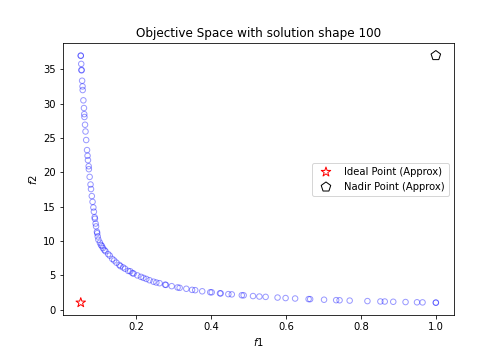 Objective Space with solution shape 100
35
30
25
20
15
10
5
0
f2
Ideal Point (Approx)
Nadir Point (Approx)
0.2
0.4
0.6
0.8
1.0
f1